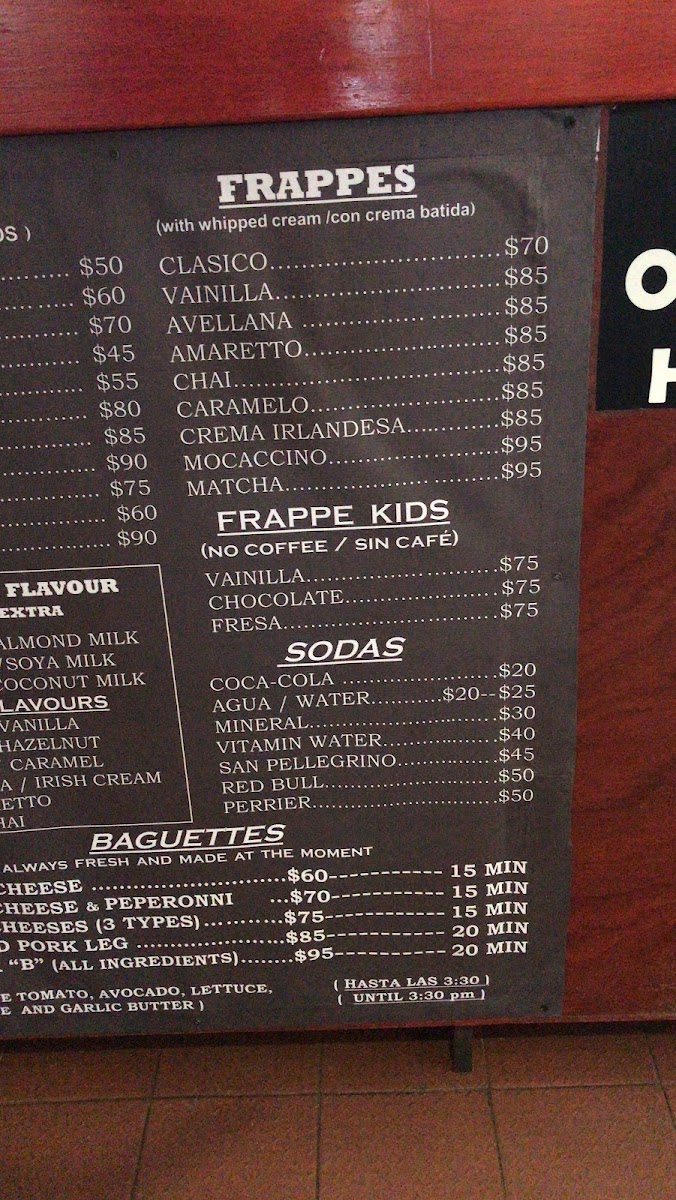 OS )
$50
$60
$70
$45
$55
$80
$85
$90
$75
$60
$90
FLAVOUR
EXTRA
ALMOND MILK
/SOYA MILK
COCONUT MILK
LAVOURS
VANILLA
HAZELNUT
CARAMEL
A / IRISH CREAM
ETTO
HAI
FRAPPES
(with whipped cream /con crema batida)
CLASICO..............................$70
VAINILLA.............................$85
AVELLANA .........................$85
AMARETTO.........................$85
CHAI...................................$85
CARAMELO........................$85
CREMA IRLANDESA............$85
MOCACCINO......................$95
MATCHA............................$95
FRAPPE KIDS
(NO COFFEE / SIN CAFÉ)
VAINILLA............................$75
CHOCOLATE......................$75
FRESA................................$75
SODAS
COCA-COLA .......................$20
AGUA / WATER..........$20--$25
MINERAL...........................$30
VITAMIN WATER................$40
SAN PELLEGRINO..............$45
RED BULL.........................$50
PERRIER...........................$50
BAGUETTES
ALWAYS FRESH AND MADE AT THE MOMENT
CHEESE .............................$60----------- 15 MIN
CHEESE & PEPERONNI ...$70----------- 15 MIN
HEESES (3 TYPES)............$75----------- 15 MIN
D PORK LEG ......................$85----------- 20 MIN
"B" (ALL INGREDIENTS)........$95----------- 20 MIN
E TOMATO, AVOCADO, LETTUCE,
E AND GARLIC BUTTER )
( HASTA LAS 3:30 )
( UNTIL 3:30 pm )
O
H